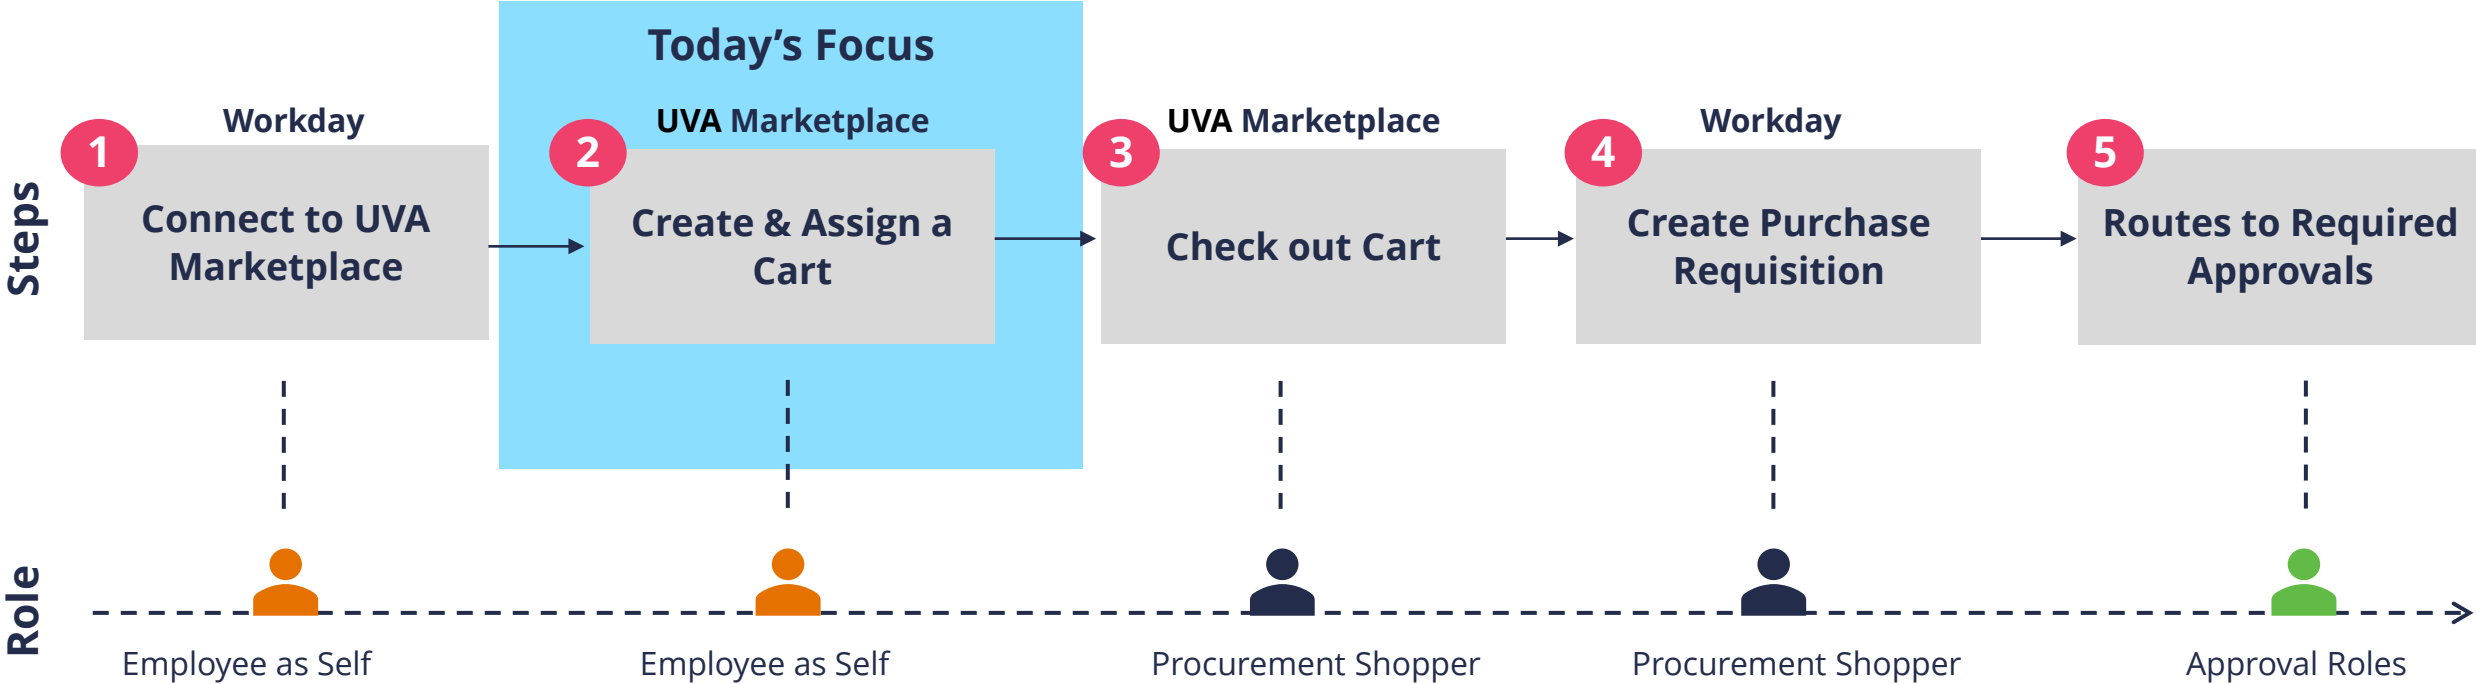 Today's Focus
Workday
UVA Marketplace
UVA Marketplace
Workday
1
2
3
4
5
Steps
Connect to UVA
Marketplace
Create & Assign a
Cart
Check out Cart
Create Purchase
Requisition
Routes to Required
Approvals
Role
Employee as Self
Employee as Self
Procurement Shopper
Procurement Shopper
Approval Roles